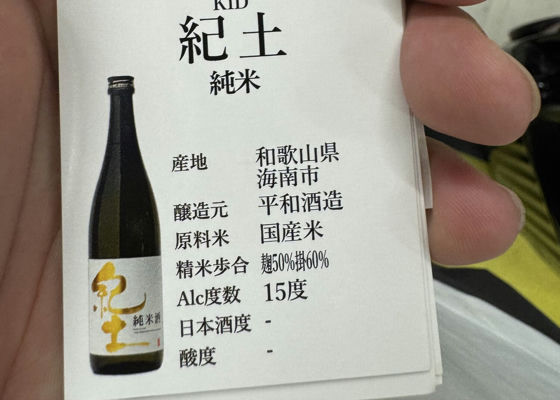 KID
紀土
純米
産地 和歌山県
海南市
醸造元 平和酒造
原料米 国産米
精米歩合 麹50%掛60%
Alc度数 15度
日本酒度 -
酸度 -
紀土
純米酒